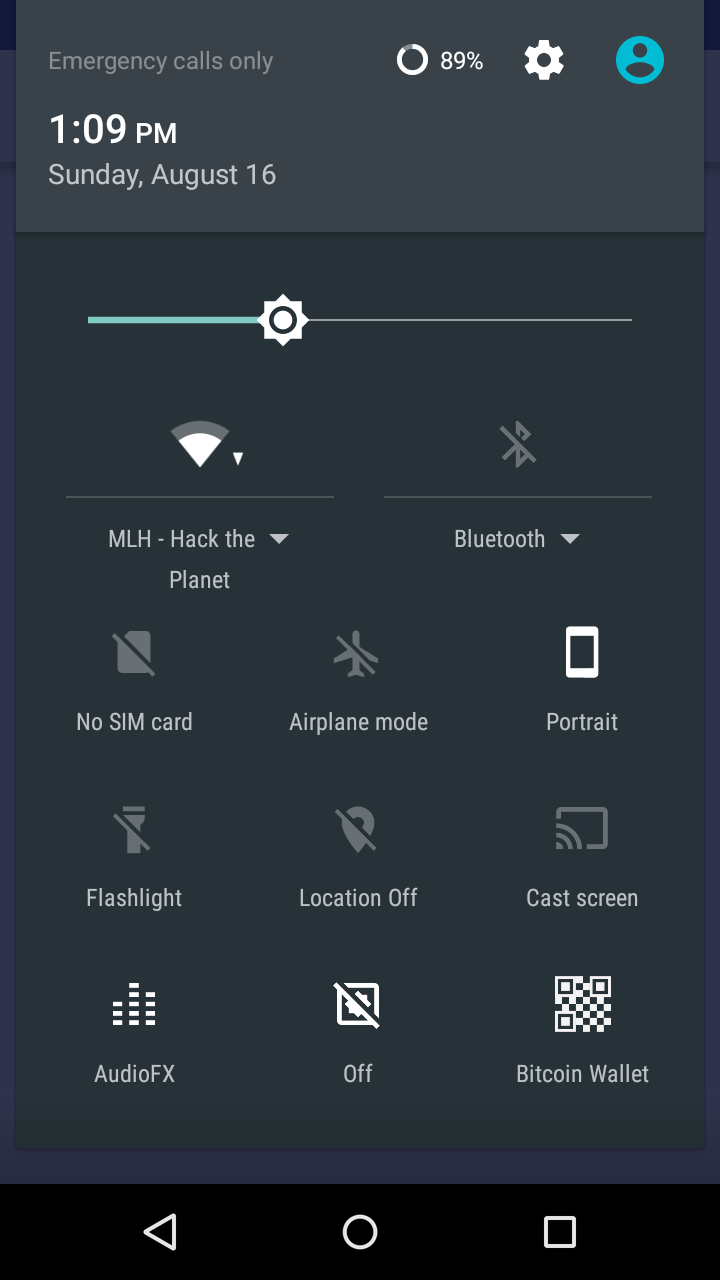 Emergency calls only 89%
1:09 PM
Sunday, August 16
MLH - Hack the
Planet
Bluetooth
No SIM card
Airplane mode
Portrait
Flashlight
Location Off
Cast screen
AudioFX
Off
Bitcoin Wallet